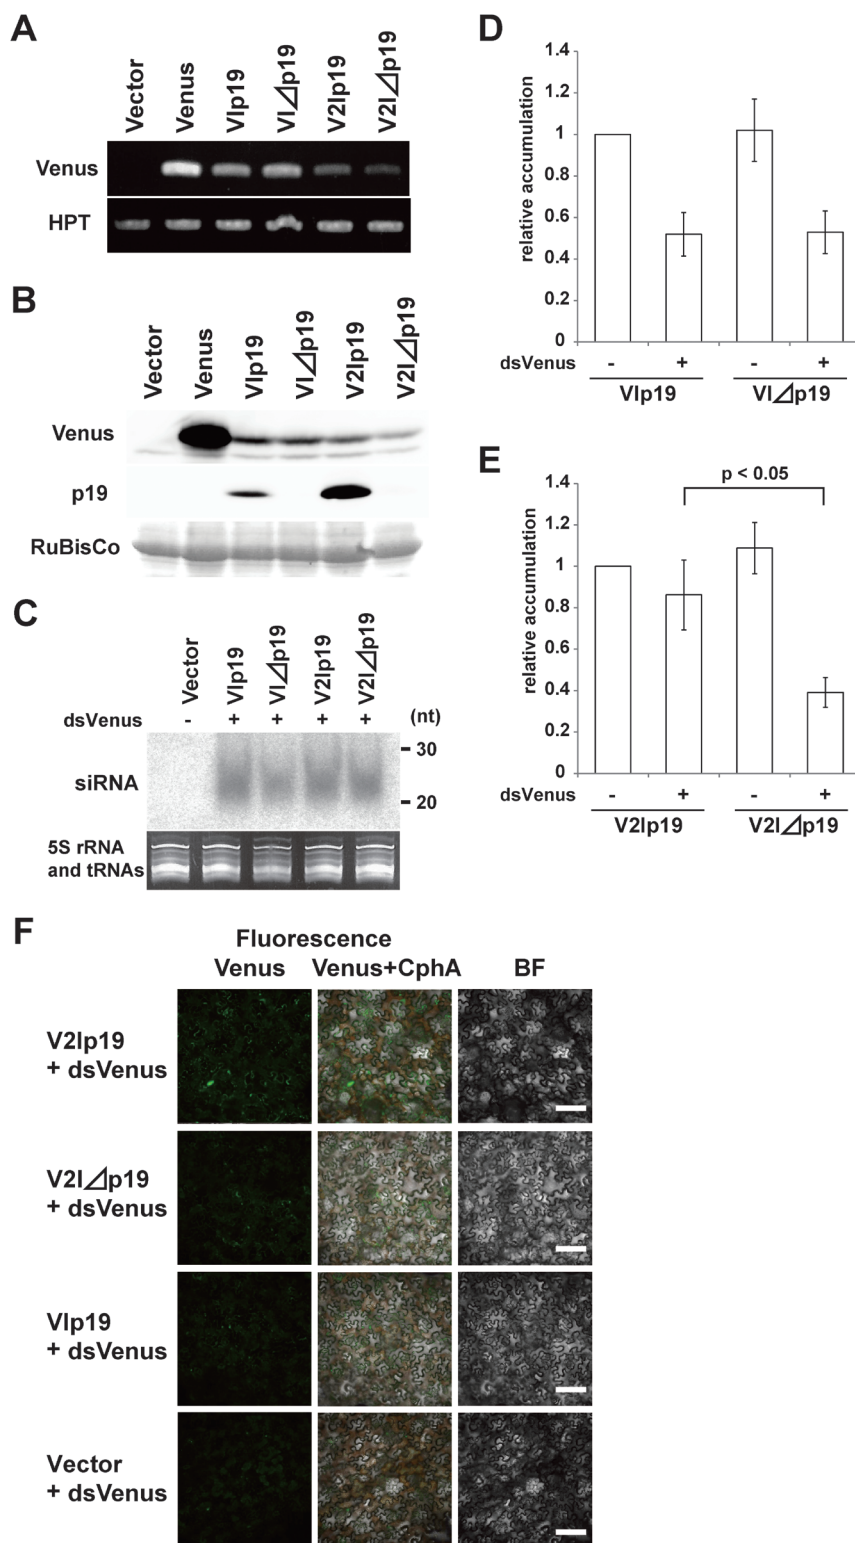 A
Vector
Venus
VIp19
VI⊿p19
V2Ip19
V2I⊿p19
Venus
HPT
B
Vector
Venus
VIp19
VI⊿p19
V2Ip19
V2I⊿p19
Venus
p19
RuBisCo
C
Vector
VIp19
VI⊿p19
V2Ip19
V2I⊿p19
dsVenus - + + + + (nt)
30
siRNA
20
5S rRNA
and tRNAs
D
relative accumulation
1.4
1.2
1
0.8
0.6
0.4
0.2
0
dsVenus - + - +
VIp19 VI⊿p19
E
p < 0.05
relative accumulation
1.4
1.2
1
0.8
0.6
0.4
0.2
0
dsVenus - + - +
V2Ip19 V2I⊿p19
F
Fluorescence
Venus Venus+CphA BF
V2Ip19
+ dsVenus
V2I⊿p19
+ dsVenus
VIp19
+ dsVenus
Vector
+ dsVenus